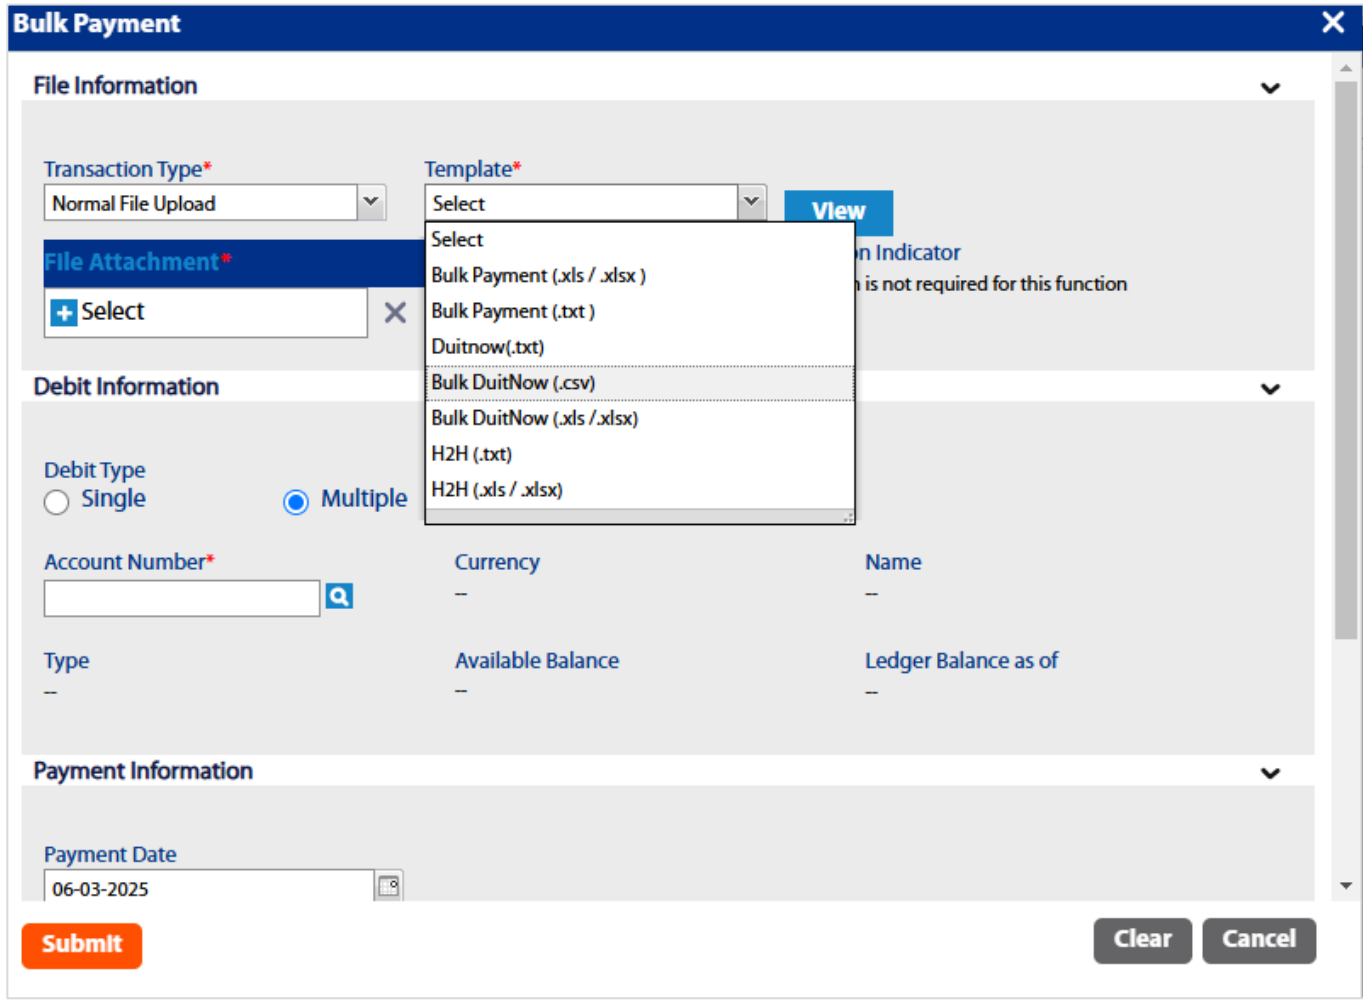 Bulk Payment
File Information
Transaction Type*
Template*
Normal File Upload
Select
View
File Attachment*
Select
Select
Bulk Payment (.xls / .xlsx )
Bulk Payment (.txt )
Duitnow(.txt)
Bulk DuitNow (.csv)
Bulk DuitNow (.xls /.xlsx)
H2H (.txt)
H2H (.xls / .xlsx)
on Indicator
is not required for this function
Debit Information
Debit Type
Single
Multiple
Account Number*
Currency
Name
--
--
Type
Available Balance
Ledger Balance as of
--
--
--
Payment Information
Payment Date
06-03-2025
Submit
Clear
Cancel